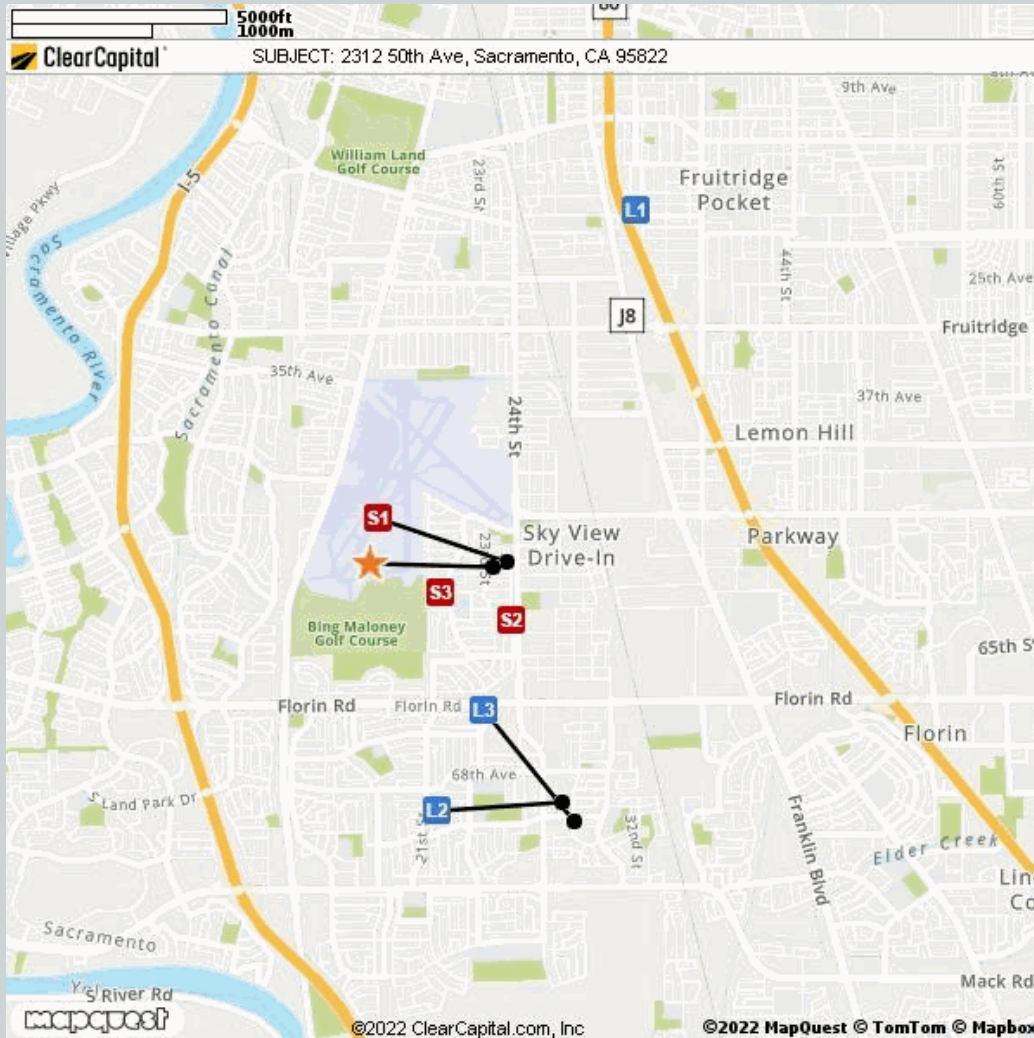 5000ft
1000m
ClearCapital
SUBJECT: 2312 50th Ave, Sacramento, CA 95822
9th Ave
William Land
Golf Course
23rd St
I-5
Fruitridge
Pocket
60th St
Village Pkwy
L1
Sacramento River
Sacramento Canal
44th St
25th Ave
J8
Fruitridge
35th Ave
24th St
37th Ave
Lemon Hill
S1
23rd St
Sky View
Drive-In
Parkway
S3
S2
Bing Maloney
Golf Course
65th S
Florin Rd
Florin Rd
L3
Florin Rd
Florin
68th Ave
S Land Park Dr
L2
21st S
32nd St
Franklin Blvd
Elder Creek
Lin
Co
Sacramento
S River Rd
Mack Rd
mapquest
©2022 ClearCapital.com, Inc
©2022 MapQuest © TomTom © Mapbox